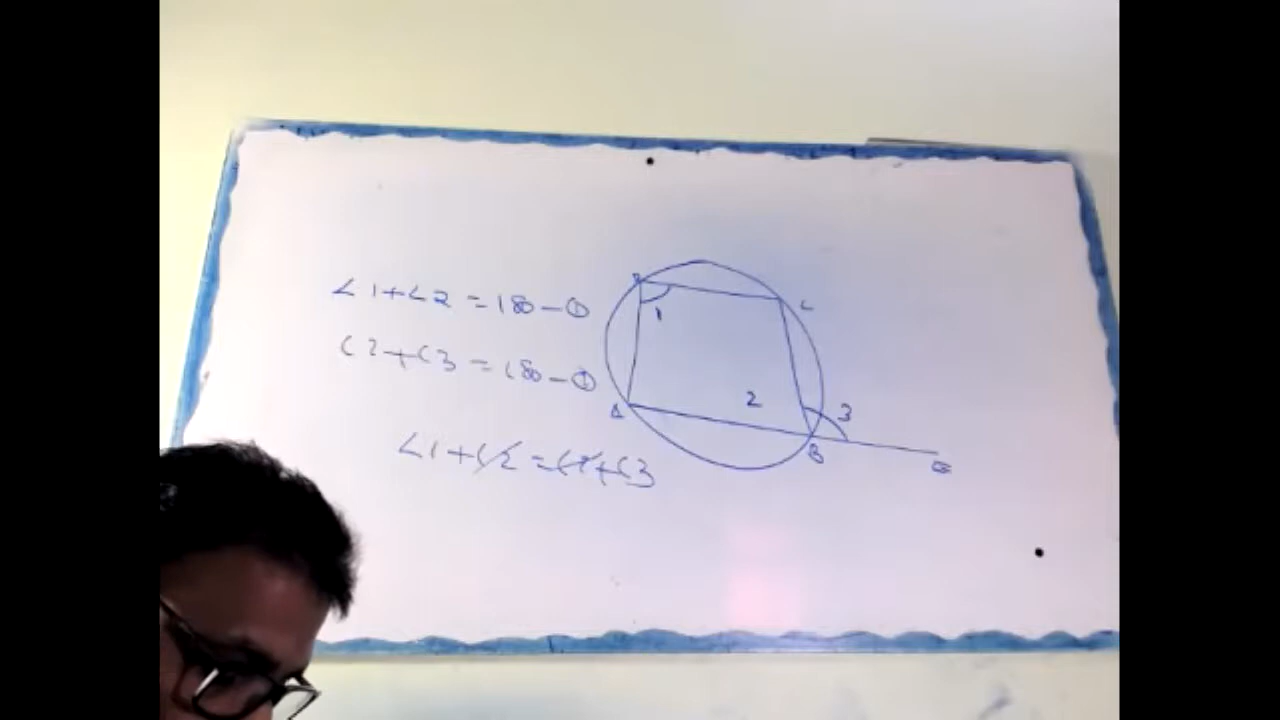 ∠1+∠2 = 180 - ①
∠2+∠3 = 180 - ①
∠1+∠2 = ∠2+∠3
C
1
2
3
A
B